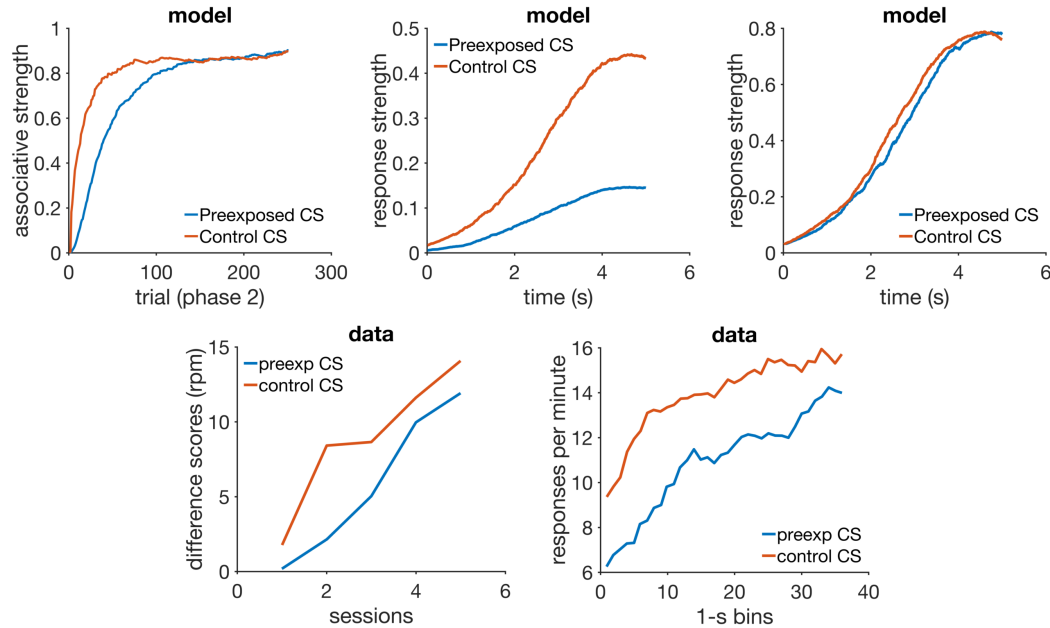 model
associative strength
1
0.8
0.6
0.4
0.2
0
Preexposed CS
Control CS
0
100
200
300
trial (phase 2)
model
response strength
0.5
0.4
0.3
0.2
0.1
0
Preexposed CS
Control CS
0
2
4
6
time (s)
model
response strength
0.8
0.6
0.4
0.2
0
Preexposed CS
Control CS
0
2
4
6
time (s)
data
difference scores (rpm)
15
10
5
0
preexp CS
control CS
0
2
4
6
sessions
data
responses per minute
16
14
12
10
8
6
preexp CS
control CS
0
10
20
30
40
1-s bins